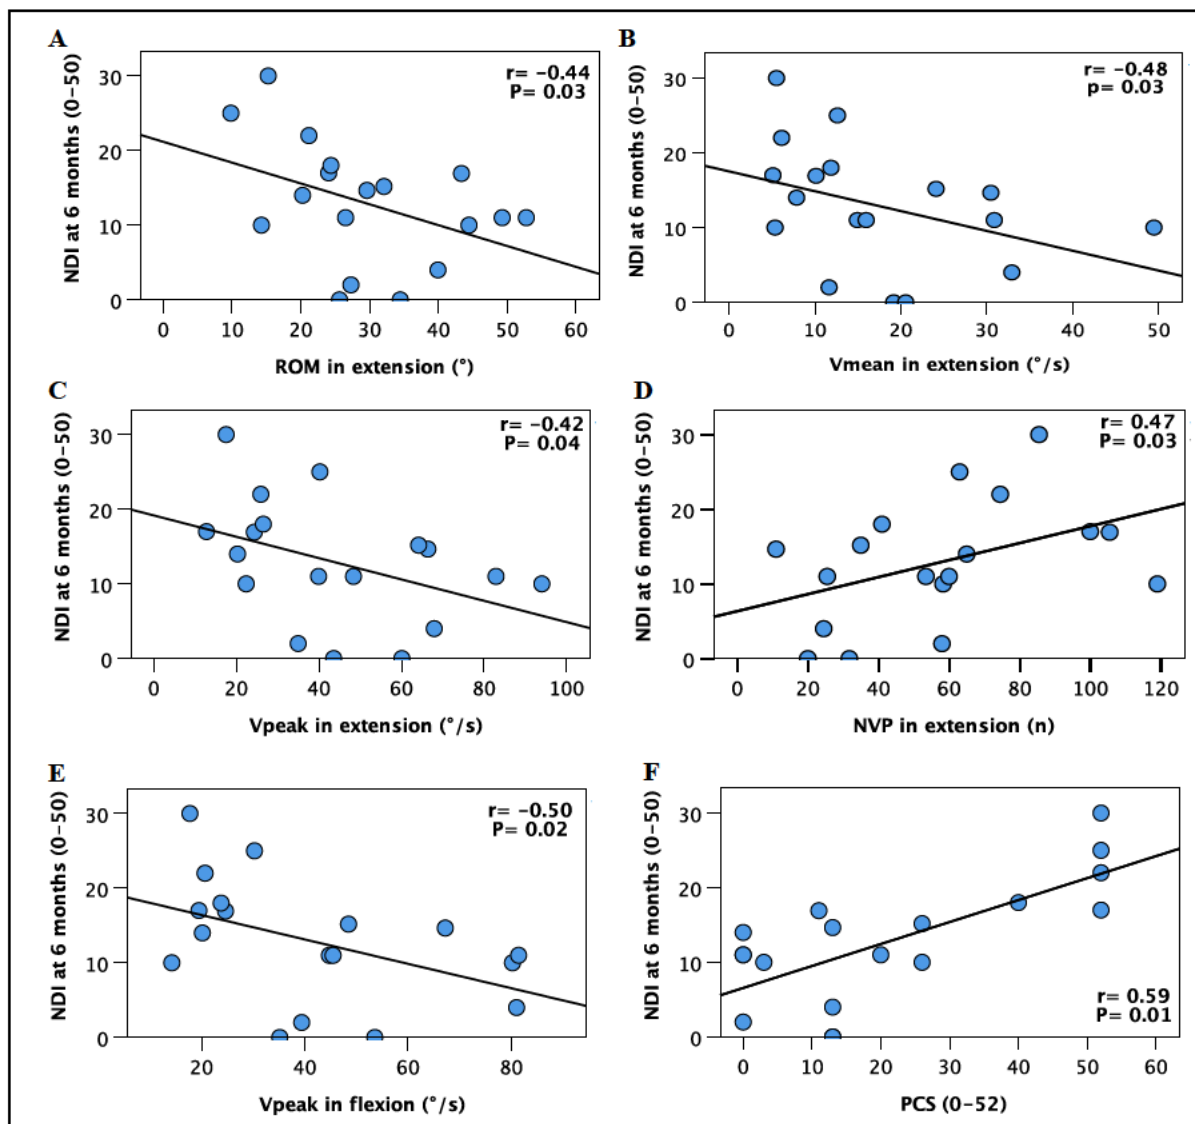 A
NDI at 6 months (0-50)
30
20
10
0
r= -0.44
P= 0.03
0 10 20 30 40 50 60
ROM in extension (°)
B
NDI at 6 months (0-50)
30
20
10
0
r= -0.48
p= 0.03
0 10 20 30 40 50
Vmean in extension (°/s)
C
NDI at 6 months (0-50)
30
20
10
0
r= -0.42
P= 0.04
0 20 40 60 80 100
Vpeak in extension (°/s)
D
NDI at 6 months (0-50)
30
20
10
0
r= 0.47
P= 0.03
0 20 40 60 80 100 120
NVP in extension (n)
E
NDI at 6 months (0-50)
30
20
10
0
r= -0.50
P= 0.02
20 40 60 80
Vpeak in flexion (°/s)
F
NDI at 6 months (0-50)
30
20
10
0
r= 0.59
P= 0.01
0 10 20 30 40 50 60
PCS (0-52)